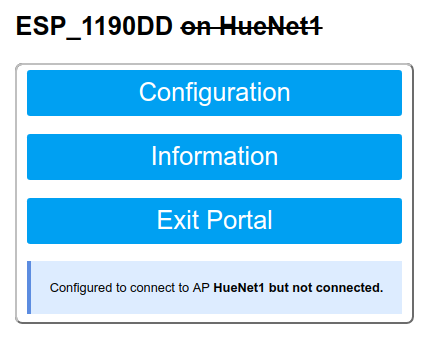 ESP_1190DD on HueNet1
Configuration
Information
Exit Portal
Configured to connect to AP HueNet1 but not connected.